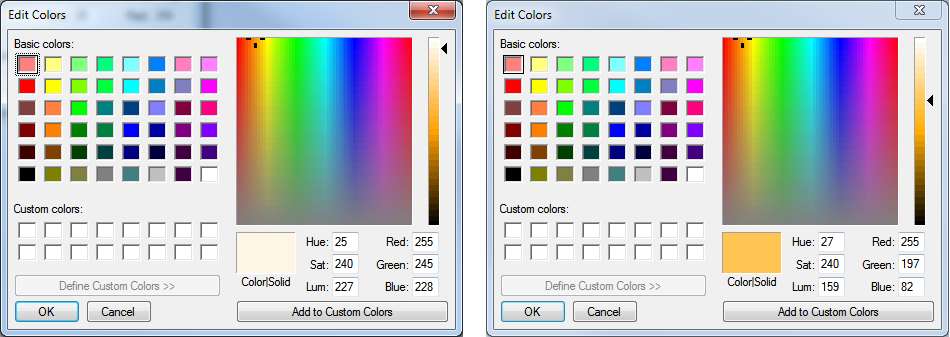 Edit Colors
Basic colors:
Custom colors:
Define Custom Colors >>
OK Cancel
Hue: 25 Red: 255
Sat: 240 Green: 245
Color|Solid Lum: 227 Blue: 228
Add to Custom Colors
Edit Colors
Basic colors:
Custom colors:
Define Custom Colors >>
OK Cancel
Hue: 27 Red: 255
Sat: 240 Green: 197
Color|Solid Lum: 159 Blue: 82
Add to Custom Colors